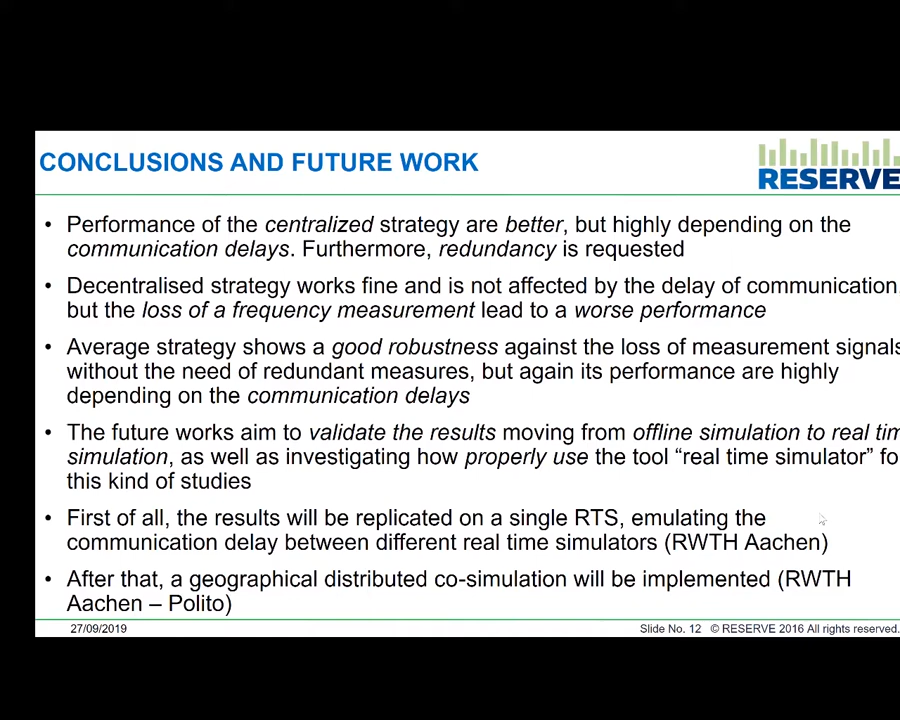 CONCLUSIONS AND FUTURE WORK
RESERVE
• Performance of the centralized strategy are better, but highly depending on the
communication delays. Furthermore, redundancy is requested
• Decentralised strategy works fine and is not affected by the delay of communication,
but the loss of a frequency measurement lead to a worse performance
• Average strategy shows a good robustness against the loss of measurement signals
without the need of redundant measures, but again its performance are highly
depending on the communication delays
• The future works aim to validate the results moving from offline simulation to real tim
simulation, as well as investigating how properly use the tool “real time simulator” fo
this kind of studies
• First of all, the results will be replicated on a single RTS, emulating the
communication delay between different real time simulators (RWTH Aachen)
• After that, a geographical distributed co-simulation will be implemented (RWTH
Aachen – Polito)
27/09/2019
Slide No. 12 © RESERVE 2016 All rights reserved.